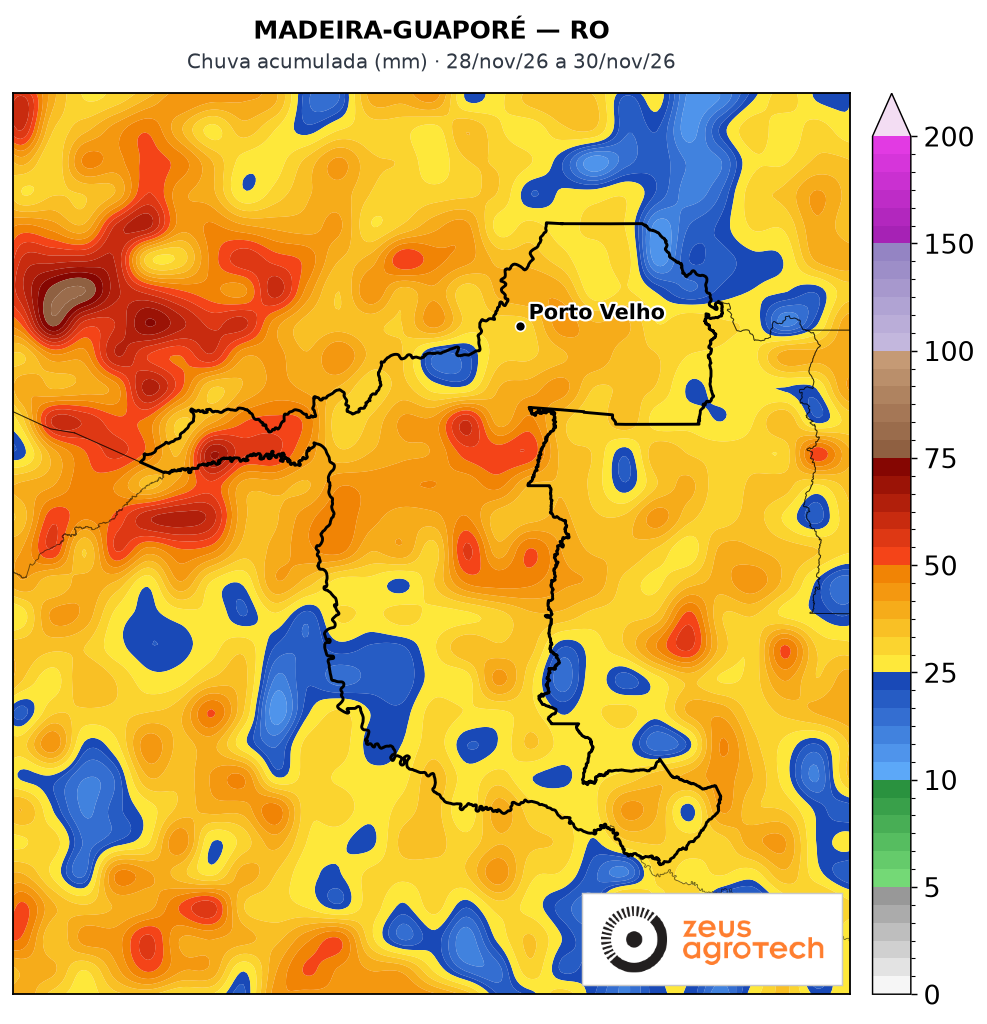 MADEIRA-GUAPORÉ — RO
Chuva acumulada (mm) · 28/nov/26 a 30/nov/26
Porto Velho
200
150
100
75
50
25
10
5
0
zeus
agrotech